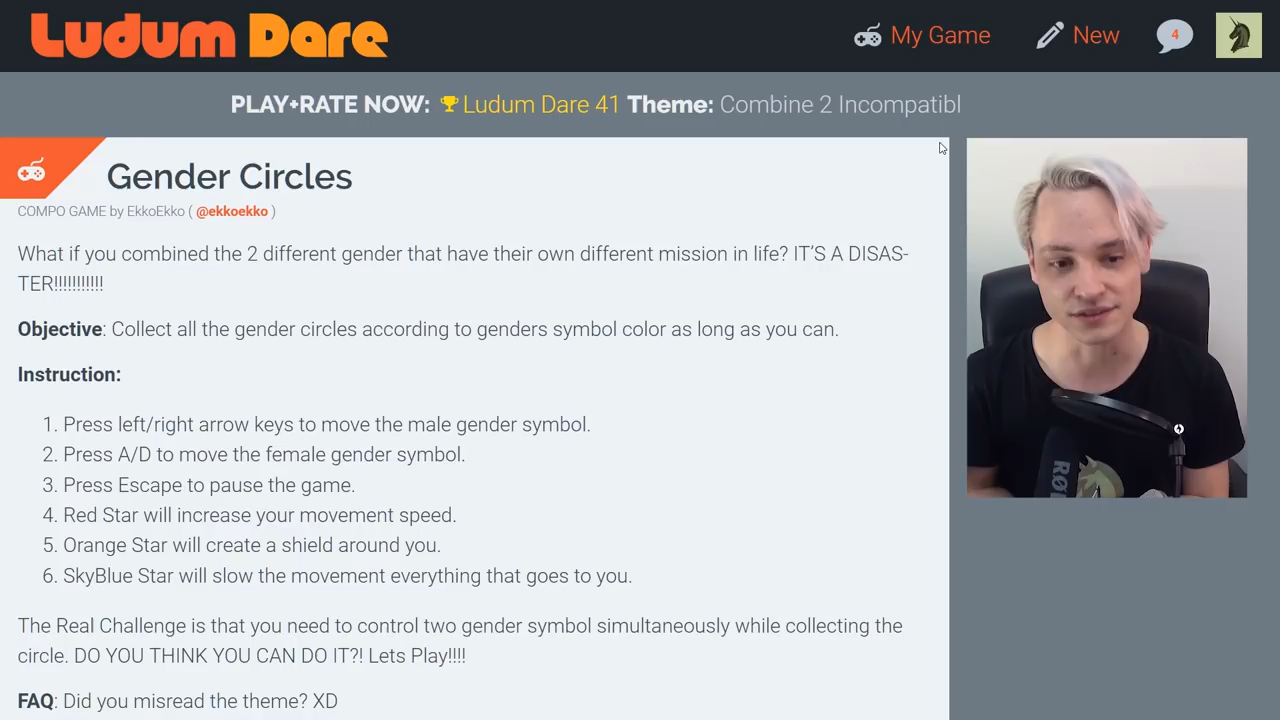 Ludum Dare
My Game
New
4
PLAY+RATE NOW: Ludum Dare 41 Theme: Combine 2 Incompatibl
Gender Circles
COMPO GAME by EkkoEkko ( @ekkoekko )
What if you combined the 2 different gender that have their own different mission in life? IT’S A DISAS-
TER!!!!!!!!!!!
Objective: Collect all the gender circles according to genders symbol color as long as you can.
Instruction:
1. Press left/right arrow keys to move the male gender symbol.
2. Press A/D to move the female gender symbol.
3. Press Escape to pause the game.
4. Red Star will increase your movement speed.
5. Orange Star will create a shield around you.
6. SkyBlue Star will slow the movement everything that goes to you.
The Real Challenge is that you need to control two gender symbol simultaneously while collecting the
circle. DO YOU THINK YOU CAN DO IT?! Lets Play!!!!
FAQ: Did you misread the theme? XD